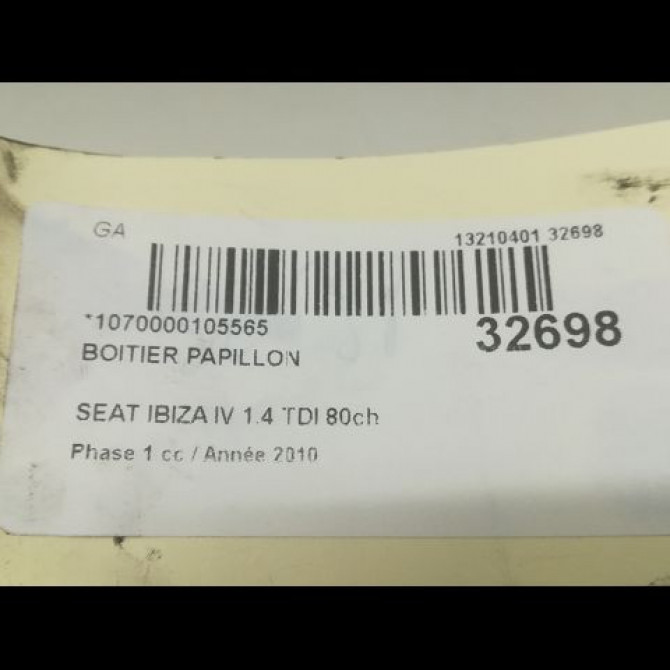 GA
13210401 32698
*1070000105565
32698
BOITIER PAPILLON
SEAT IBIZA IV 1.4 TDI 80ch
Phase 1 cc / Année 2010